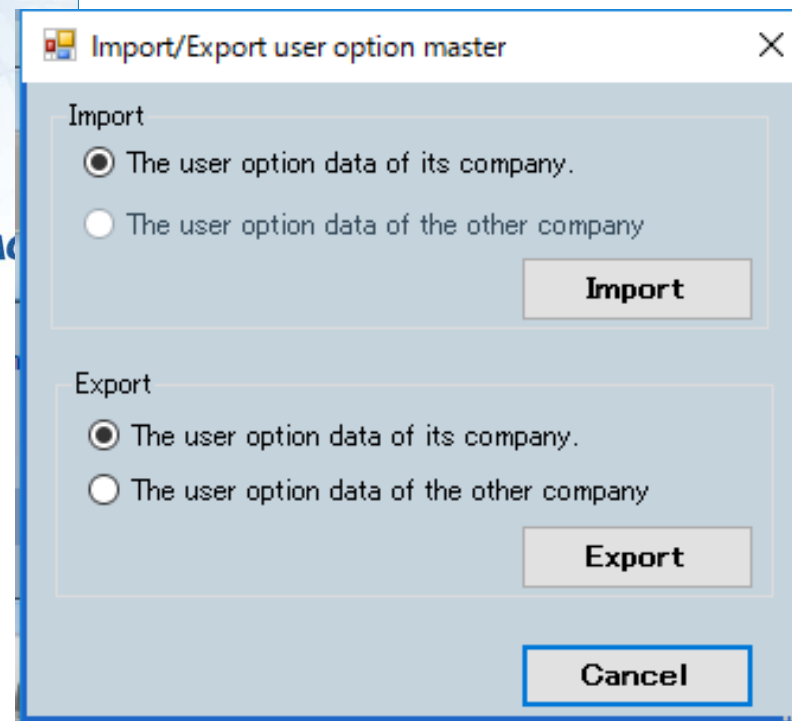 Import/Export user option master
Import
The user option data of its company.
The user option data of the other company
Import
Export
The user option data of its company.
The user option data of the other company
Export
Cancel